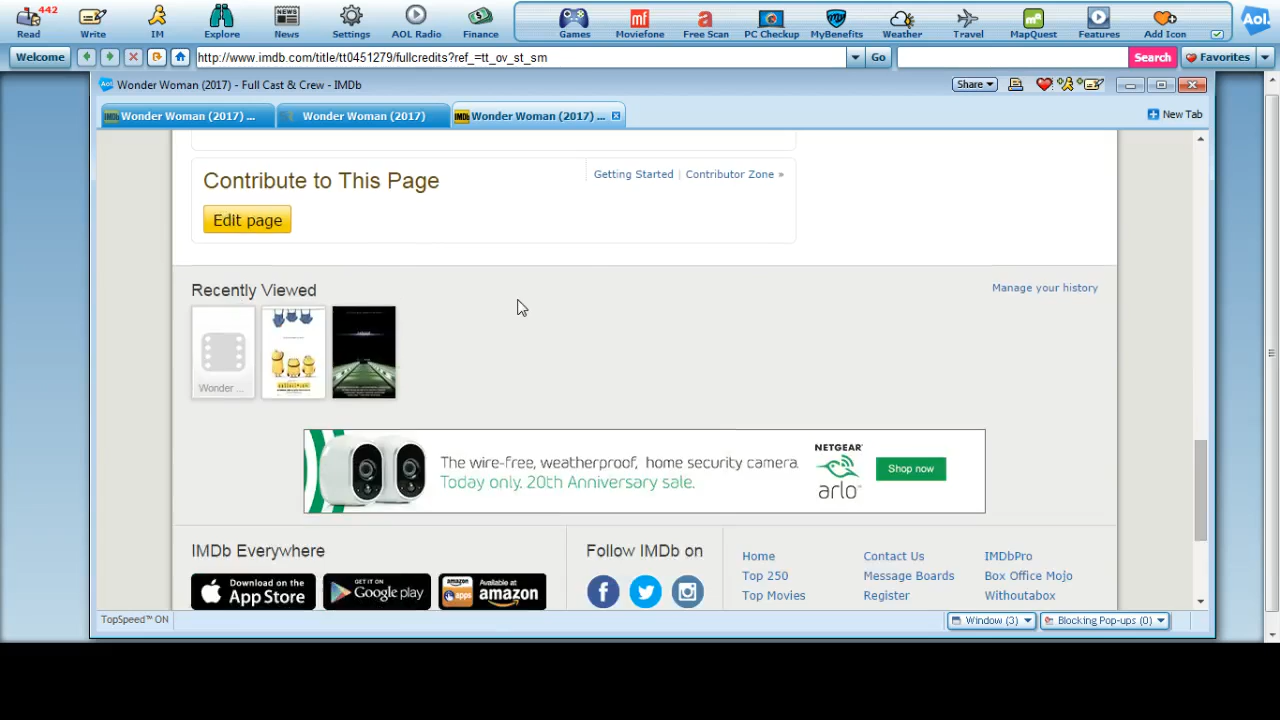 442
Read Write IM Explore News Settings AOL Radio Finance Games Moviefone Free Scan PC Checkup MyBenefits Weather Travel MapQuest Features Add Icon Aol.
Welcome http://www.imdb.com/title/tt0451279/fullcredits?ref_=tt_ov_st_sm Go Search Favorites
Wonder Woman (2017) - Full Cast & Crew - IMDb Share
Wonder Woman (2017) ... Wonder Woman (2017) Wonder Woman (2017) ... New Tab
Contribute to This Page Getting Started | Contributor Zone »
Edit page
Recently Viewed Manage your history
Wonder ...
The wire-free, weatherproof, home security camera.
Today only. 20th Anniversary sale.
NETGEAR
arlo
Shop now
IMDb Everywhere Follow IMDb on
Download on the
App Store
GET IT ON
Google play
amazon
apps
Available at
amazon
Home Contact Us IMDbPro
Top 250 Message Boards Box Office Mojo
Top Movies Register Withoutabox
TopSpeed™ ON Window (3) Blocking Pop-ups (0)